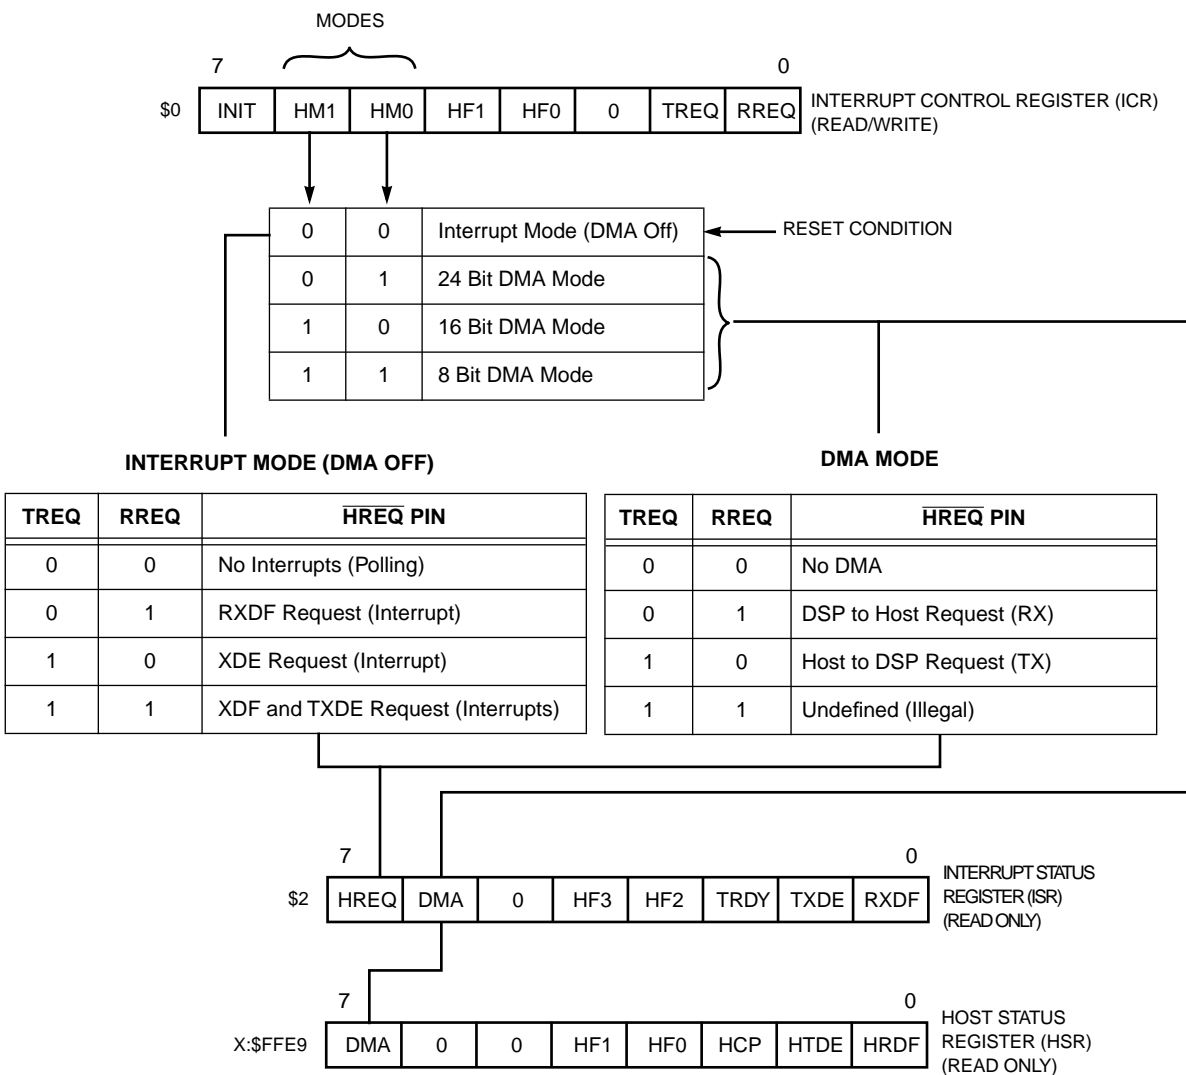 MODES
7 0
$0 INIT HM1 HM0 HF1 HF0 0 TREQ RREQ INTERRUPT CONTROL REGISTER (ICR)
(READ/WRITE)
0 0 Interrupt Mode (DMA Off) RESET CONDITION
0 1 24 Bit DMA Mode
1 0 16 Bit DMA Mode
1 1 8 Bit DMA Mode
INTERRUPT MODE (DMA OFF)
TREQ RREQ HREQ PIN
0 0 No Interrupts (Polling)
0 1 RXDF Request (Interrupt)
1 0 XDE Request (Interrupt)
1 1 XDF and TXDE Request (Interrupts)
DMA MODE
TREQ RREQ HREQ PIN
0 0 No DMA
0 1 DSP to Host Request (RX)
1 0 Host to DSP Request (TX)
1 1 Undefined (Illegal)
7 0
$2 HREQ DMA 0 HF3 HF2 TRDY TXDE RXDF
INTERRUPT STATUS
REGISTER (ISR)
(READ ONLY)
7 0
X:$FFE9 DMA 0 0 HF1 HF0 HCP HTDE HRDF
HOST STATUS
REGISTER (HSR)
(READ ONLY)